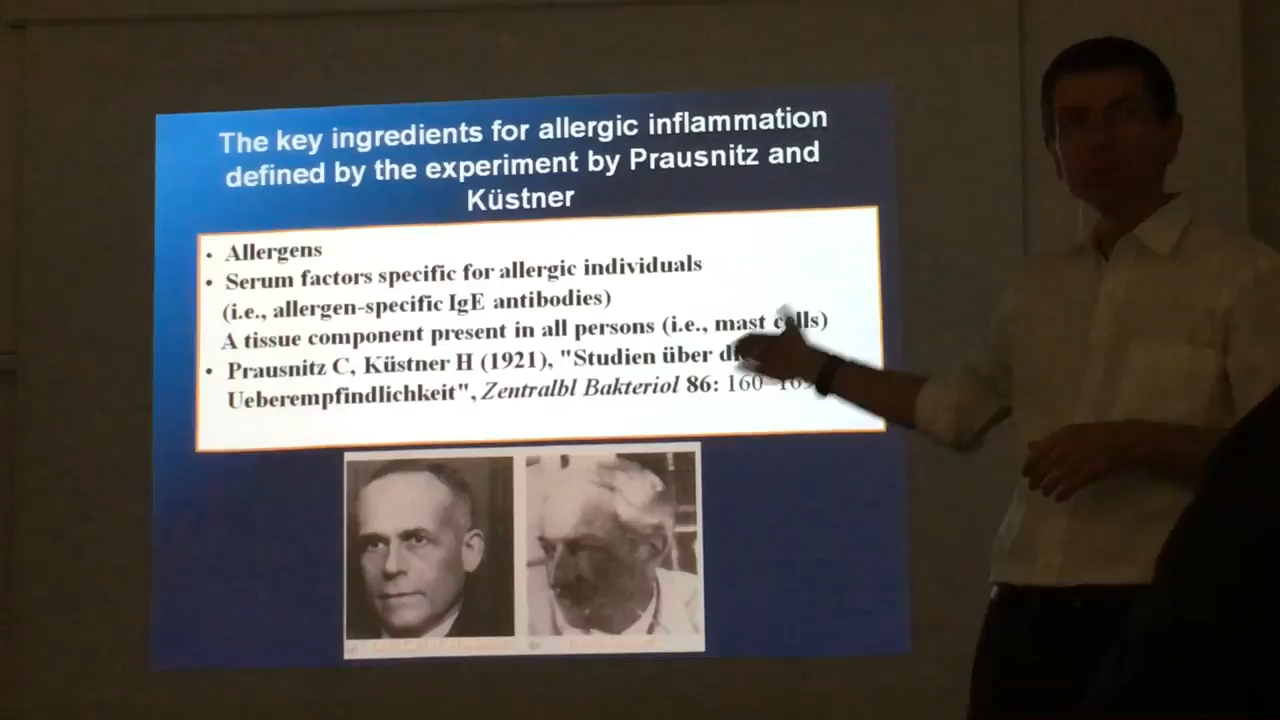 The key ingredients for allergic inflammation
defined by the experiment by Prausnitz and
Küstner
• Allergens
• Serum factors specific for allergic individuals
(i.e., allergen-specific IgE antibodies)
A tissue component present in all persons (i.e., mast cells)
• Prausnitz C, Küstner H (1921), "Studien über
Ueberempfindlichkeit", Zentralbl Bakteriol 86: 160